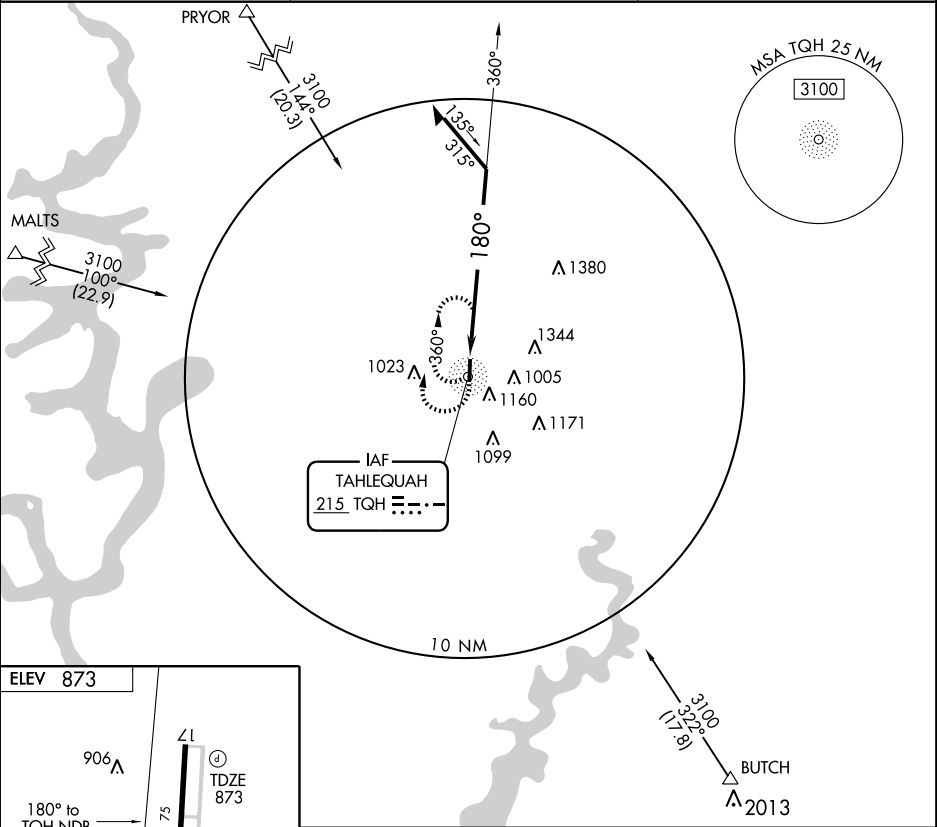 PRYOR
3100
144°
(20.3)
360°
135°
315°
MSA TQH 25 NM
3100
MALTS
3100
100°
(22.9)
180°
1380
360°
1344
1023
1005
1160
1171
1099
IAF
TAHLEQUAH
215 TQH
10 NM
3100
322°
(17.8)
BUTCH
2013
ELEV 873
906
17
P
TDZE
873
75
180° to
TQH NDB